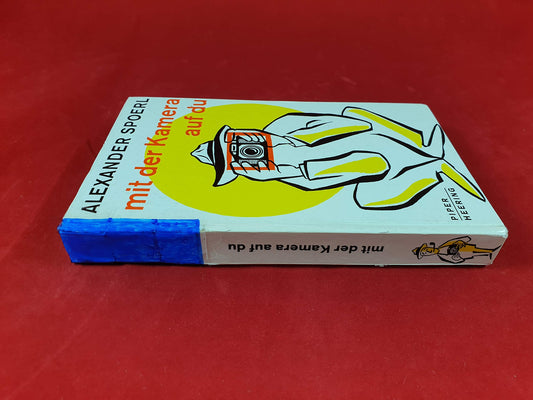 ALEXANDER SPOERL
mit der Kamera
auf du
PIPER
HEERING
mit der Kamera auf du